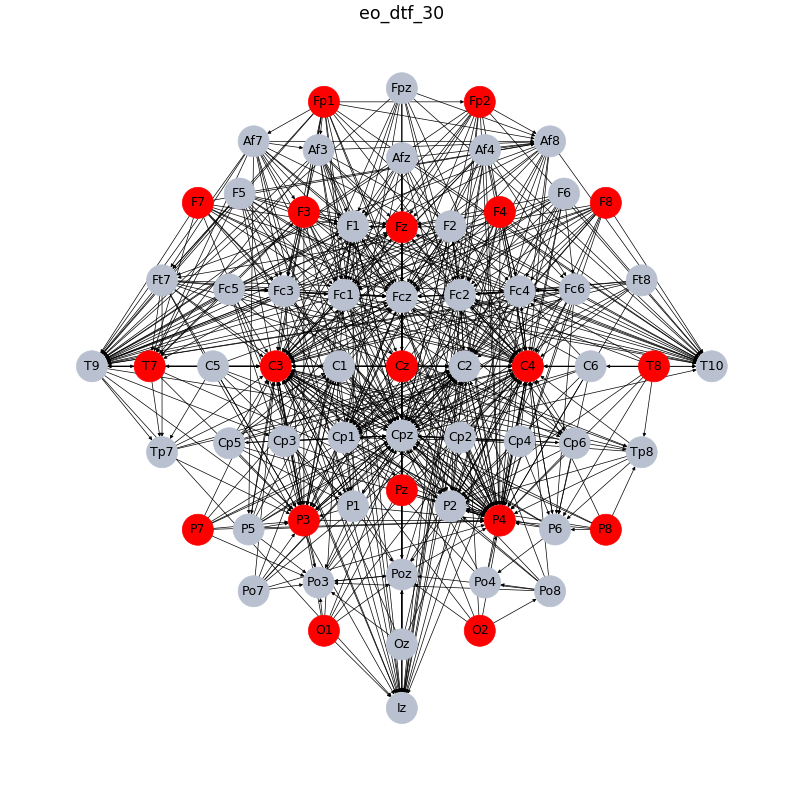 eo_dtf_30
Fpz
Fp1 Fp2
Af7 Af3 Afz Af4 Af8
F7 F5 F3 F1 Fz F2 F4 F6 F8
Ft7 Fc5 Fc3 Fc1 Fcz Fc2 Fc4 Fc6 Ft8
T9 T7 C5 C3 C1 Cz C2 C4 C6 T8 T10
Tp7 Cp5 Cp3 Cp1 Cpz Cp2 Cp4 Cp6 Tp8
Pz
P7 P5 P3 P1 P2 P4 P6 P8
Po7 Po3 Poz Po4 Po8
O1 Oz O2
Iz